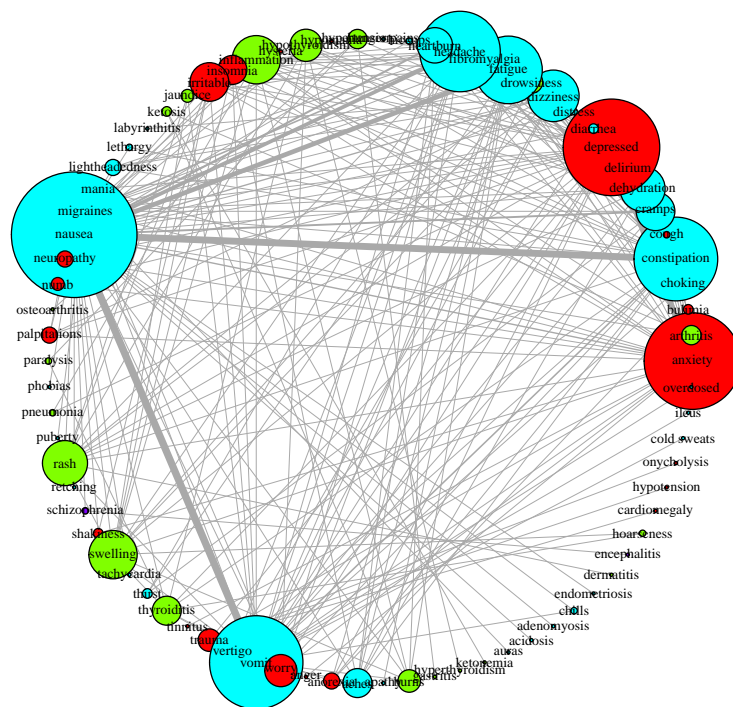 headache
heartburn
fibromyalgia
fatigue
drowsiness
dizziness
distress
diarrhea
depressed
delirium
dehydration
cramps
cough
constipation
choking
bulimia
arthritis
anxiety
overdosed
ileus
cold sweats
onycholysis
hypotension
cardiomegaly
hoarseness
encephalitis
dermatitis
endometriosis
chills
adenomyosis
acidosis
auras
ketonemia
hyperthyroidism
gastritis
burns
apathy
anorexia
anger
worry
vomit
vertigo
trauma
tinnitus
thyroiditis
thirst
tachycardia
swelling
shakiness
schizophrenia
retching
rash
puberty
pneumonia
phobias
paralysis
palpitations
osteoarthritis
numb
neuropathy
nausea
migraines
mania
lightheadedness
lethargy
labyrinthitis
ketosis
jaundice
irritable
insomnia
inflammation
hysteria
hypothyroidism